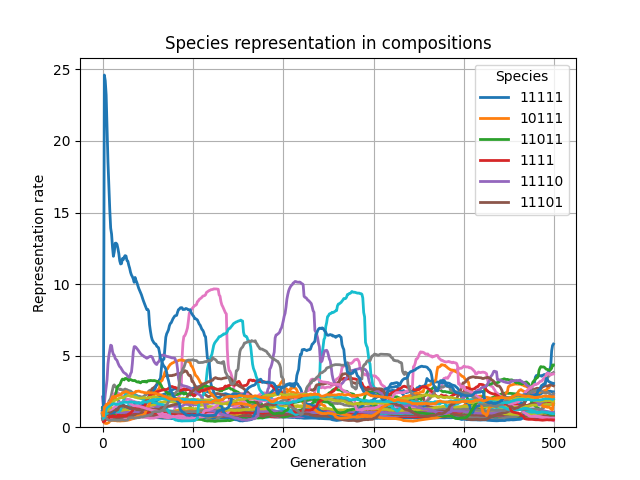 Species representation in compositions
Representation rate
25
20
15
10
5
0
0 100 200 300 400 500
Generation
Species
11111
10111
11011
1111
11110
11101